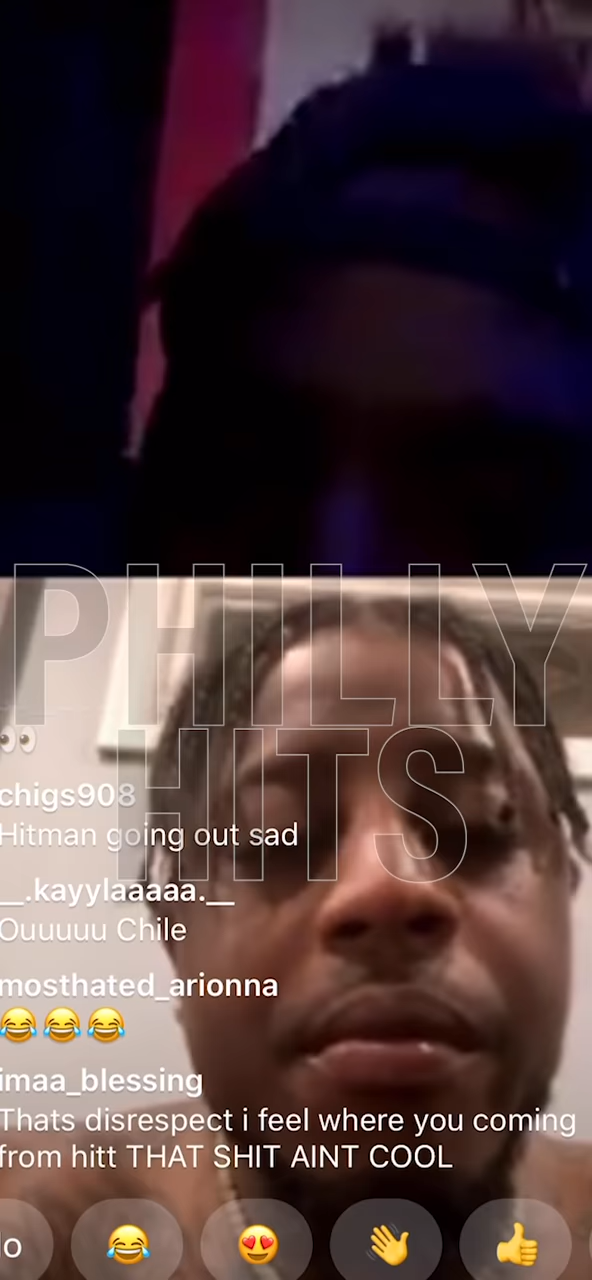 PHILLY
HITS
👀
chigs908
Hitman going out sad
__.kayylaaaaa.__
Ouuuuu Chile
mosthated_arionna
😂😂😂
imaa_blessing
Thats disrespect i feel where you coming
from hitt THAT SHIT AINT COOL
lo 😂 😍 👋 👍